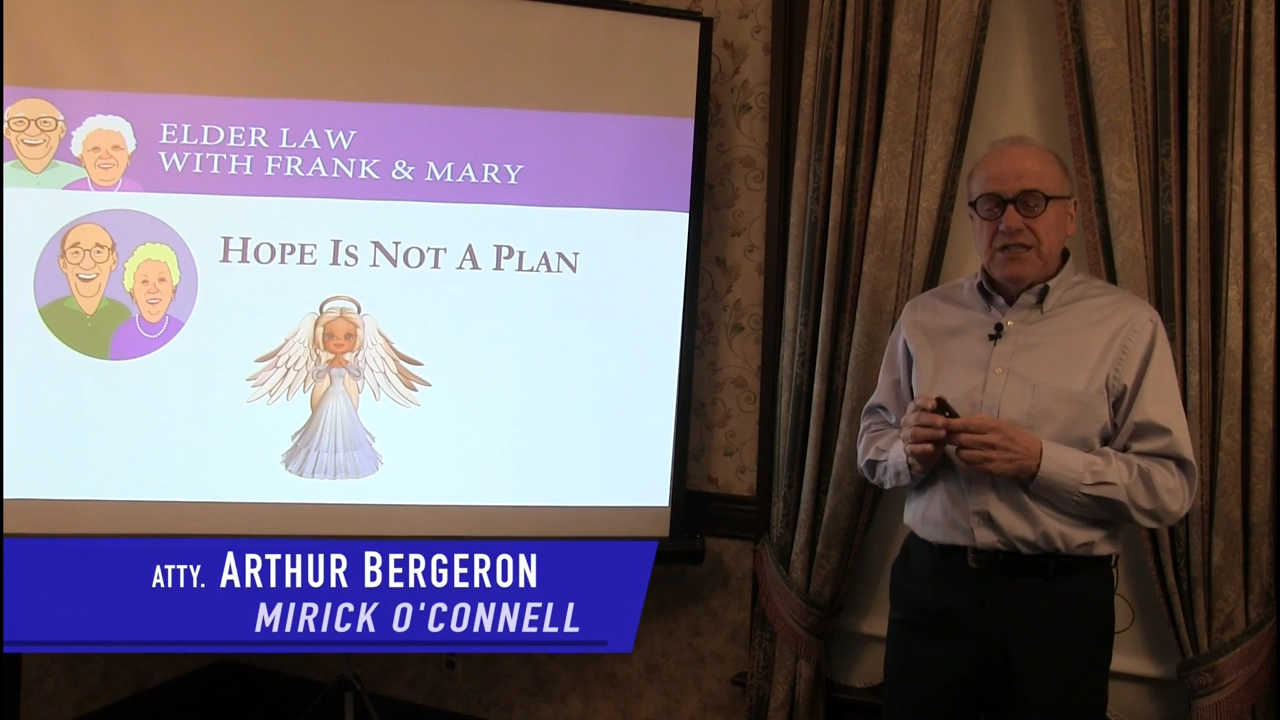 ELDER LAW
WITH FRANK & MARY
HOPE IS NOT A PLAN
ATTY. ARTHUR BERGERON
MIRICK O'CONNELL